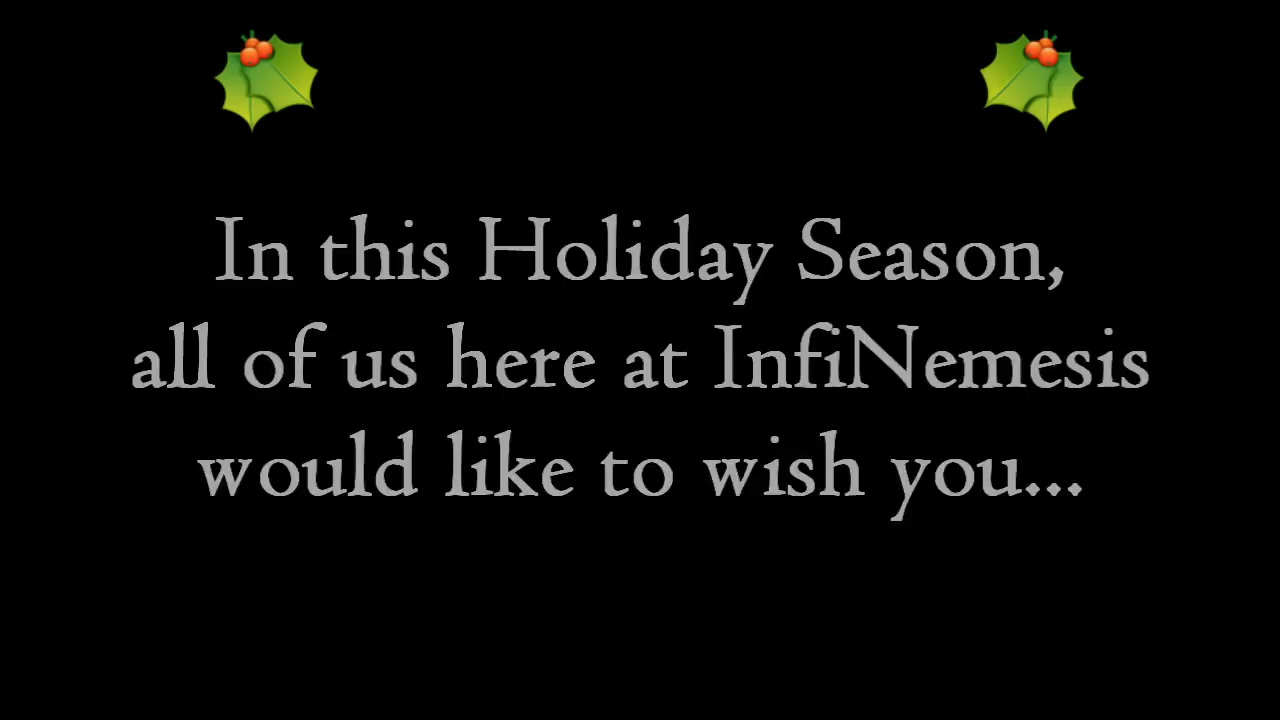 In this Holiday Season,
all of us here at InfiNemesis
would like to wish you...